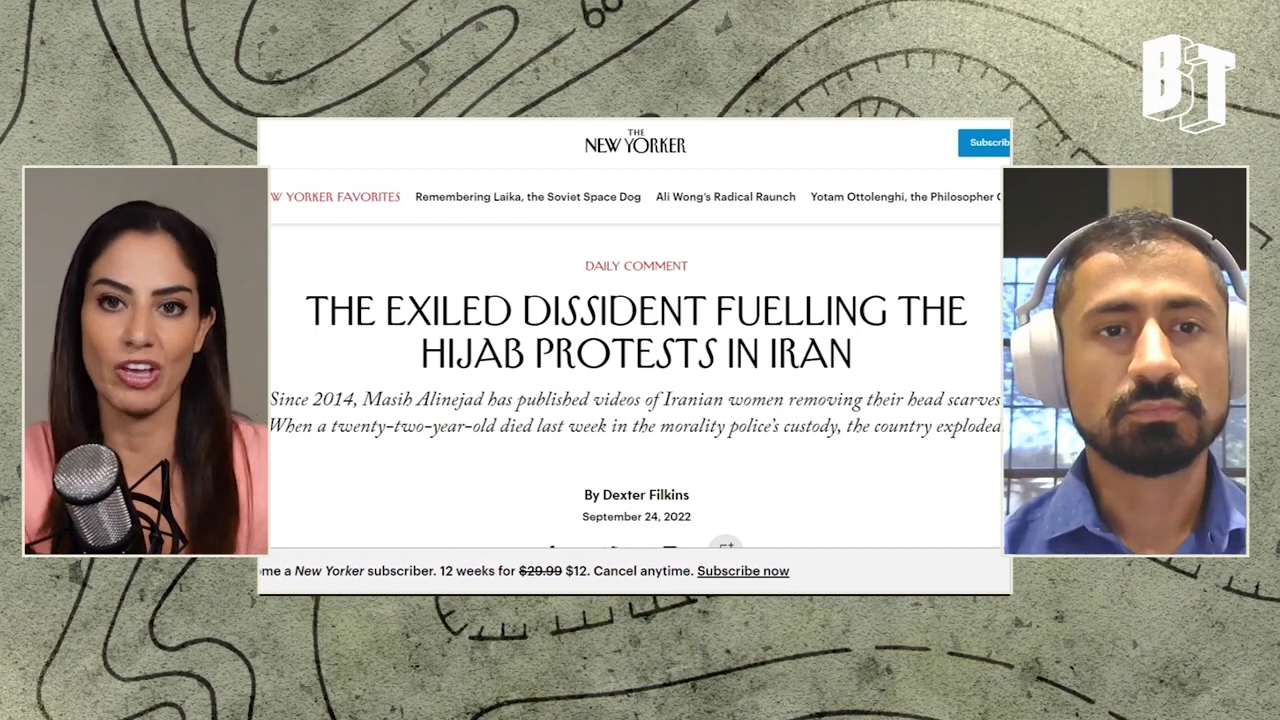 60
BT
THE
NEW YORKER
Subscrib
W YORKER FAVORITES Remembering Laika, the Soviet Space Dog Ali Wong's Radical Raunch Yotam Ottolenghi, the Philosopher
DAILY COMMENT
THE EXILED DISSIDENT FUELLING THE
HIJAB PROTESTS IN IRAN
Since 2014, Masih Alinejad has published videos of Iranian women removing their head scarves
When a twenty-two-year-old died last week in the morality police's custody, the country exploded
By Dexter Filkins
September 24, 2022
me a New Yorker subscriber. 12 weeks for $29.99 $12. Cancel anytime. Subscribe now